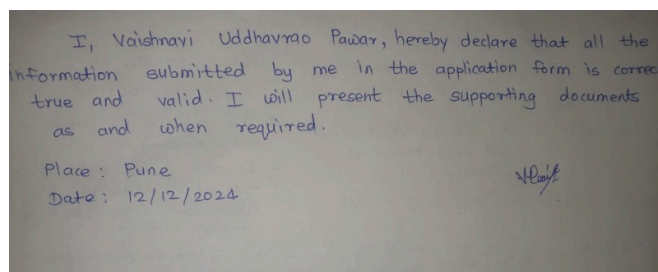 I, Vaishnavi Uddhavrao Pawar, hereby declare that all the
information submitted by me in the application form is correc
true and valid. I will present the supporting documents
as and when required.
Place : Pune
Date : 12/12/2024